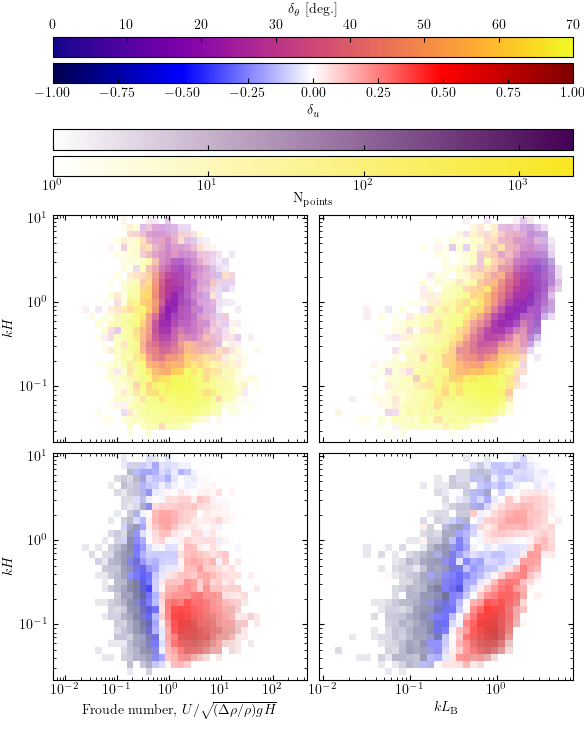 δ_θ [deg.]
0 10 20 30 40 50 60 70
−1.00 −0.75 −0.50 −0.25 0.00 0.25 0.50 0.75 1.00
δ_u
10^0 10^1 10^2 10^3
N_points
10^1
10^0
10^−1
kH
10^1
10^0
10^−1
kH
10^−2 10^−1 10^0 10^1 10^2
10^−2 10^−1 10^0
Froude number, U/√(Δρ/ρ)gH
kL_B